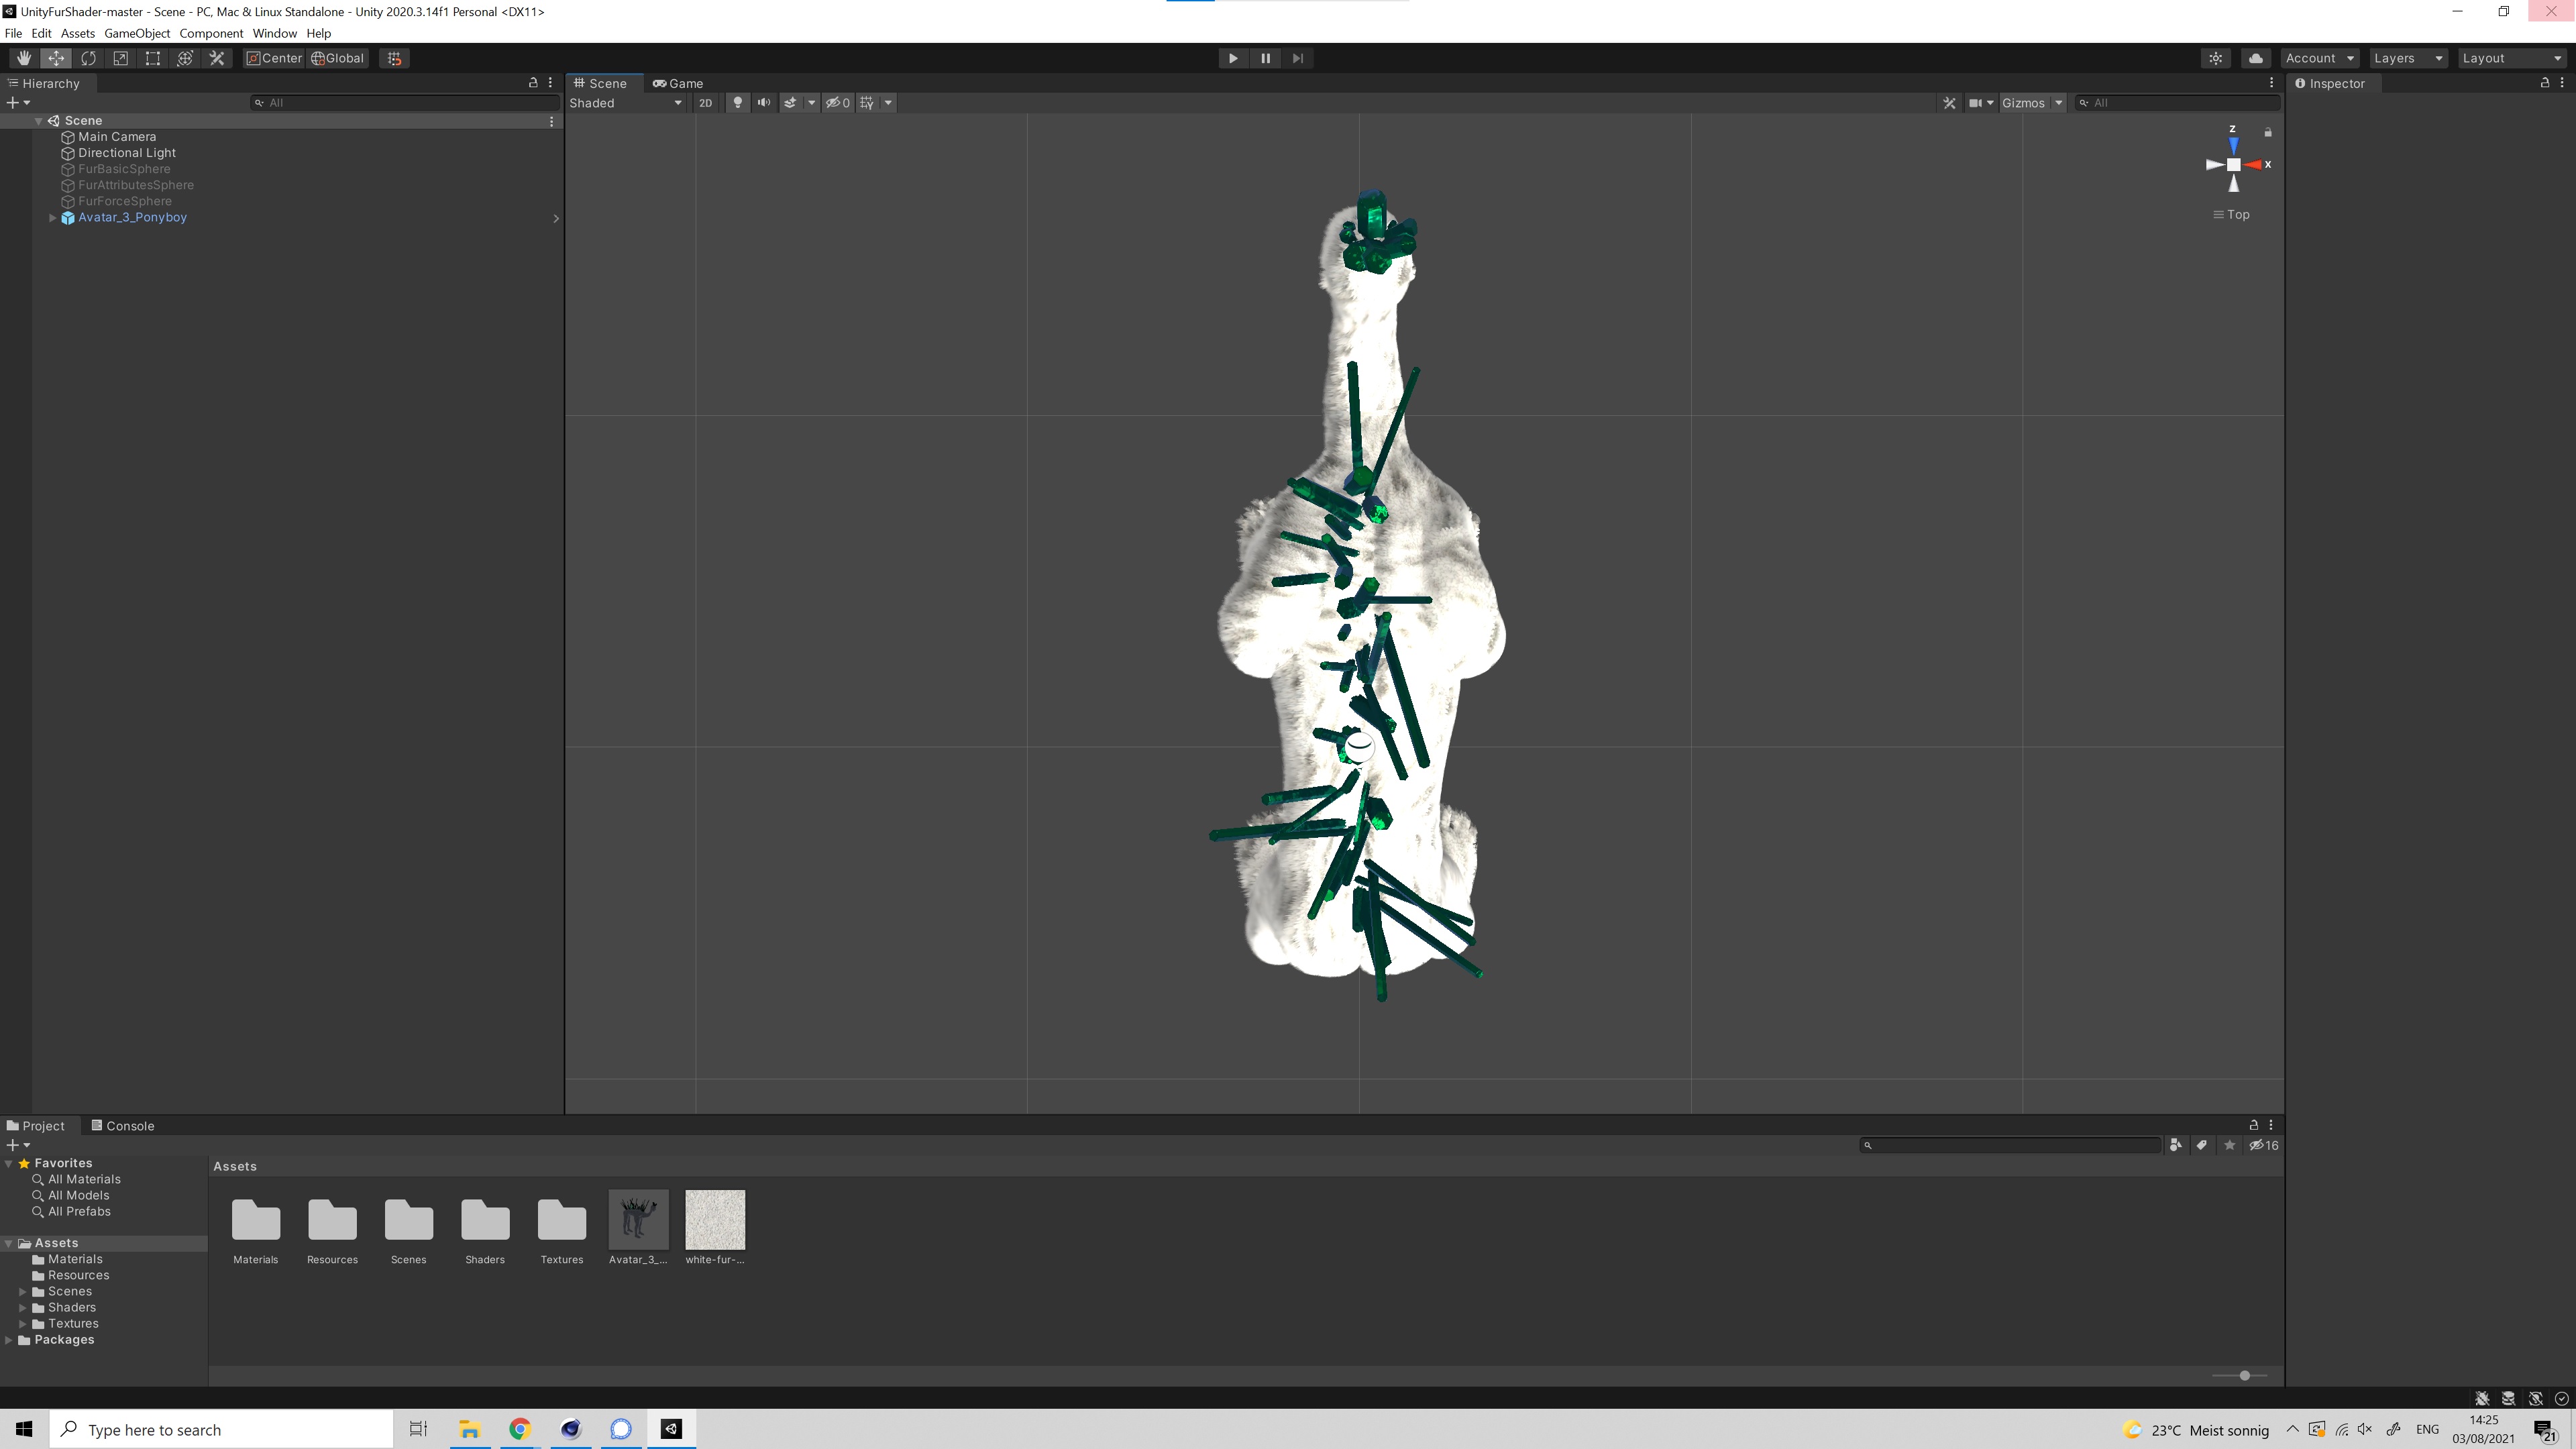 UnityFurShader-master - Scene - PC, Mac & Linux Standalone - Unity 2020.3.14f1 Personal <DX11>
File Edit Assets GameObject Component Window Help
Center Global
Account Layers Layout
Hierarchy
Scene Game
Inspector
All
Shaded 2D 0 Gizmos All
Scene
Main Camera
Directional Light
FurBasicSphere
FurAttributesSphere
FurForceSphere
Avatar_3_Ponyboy
z
x
Top
Project Console
16
Favorites
All Materials
All Models
All Prefabs
Assets
Materials
Resources
Scenes
Shaders
Textures
Packages
Assets
Materials Resources Scenes Shaders Textures Avatar_3_... white-fur-...
Type here to search
23°C Meist sonnig
ENG
14:25
03/08/2021
21